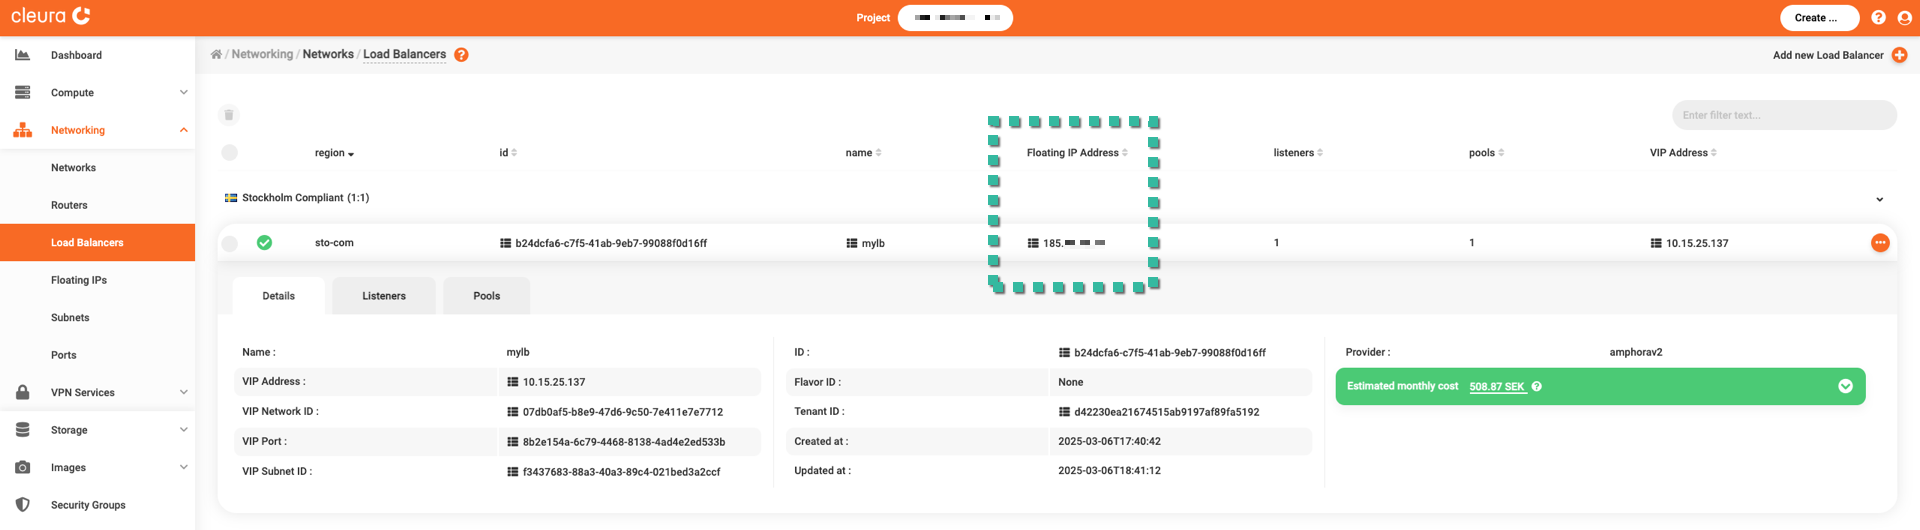 cleura
Project
Create ...
Dashboard
Compute
Networking
Networks
Routers
Load Balancers
Floating IPs
Subnets
Ports
VPN Services
Storage
Images
Security Groups
/ Networking / Networks / Load Balancers ?
Add new Load Balancer
Enter filter text...
region id name Floating IP Address listeners pools VIP Address
Stockholm Compliant (1:1)
sto-com b24dcfa6-c7f5-41ab-9eb7-99088f0d16ff mylb 185. 1 1 10.15.25.137
Details Listeners Pools
Name : mylb
VIP Address : 10.15.25.137
VIP Network ID : 07db0af5-b8e9-47d6-9c50-7e411e7e7712
VIP Port : 8b2e154a-6c79-4468-8138-4ad4e2ed533b
VIP Subnet ID : f3437683-88a3-40a3-89c4-021bed3a2ccf
ID : b24dcfa6-c7f5-41ab-9eb7-99088f0d16ff
Flavor ID : None
Tenant ID : d42230ea21674515ab9197af89fa5192
Created at : 2025-03-06T17:40:42
Updated at : 2025-03-06T18:41:12
Provider : amphorav2
Estimated monthly cost 508.87 SEK ?